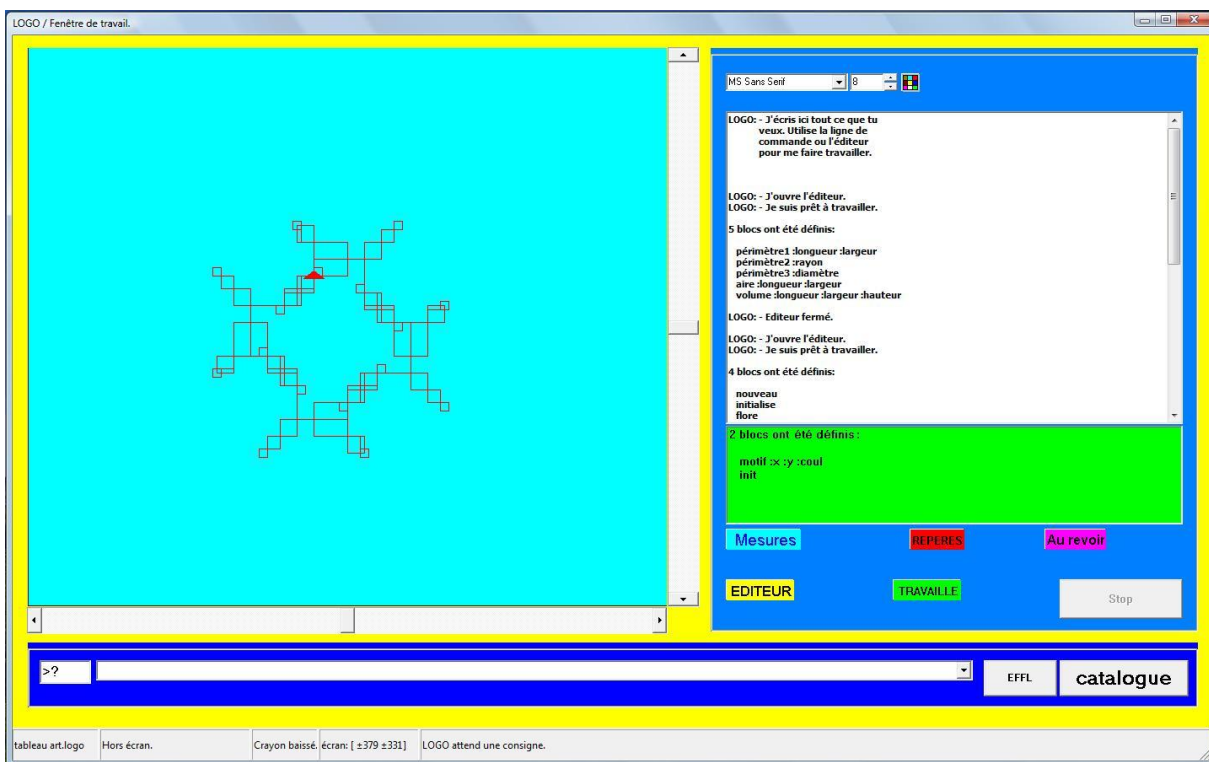 LOGO / Fenêtre de travail.
MS Sans Serif
8
LOGO: - J'écris ici tout ce que tu
veux. Utilise la ligne de
commande ou l'éditeur
pour me faire travailler.
LOGO: - J'ouvre l'éditeur.
LOGO: - Je suis prêt à travailler.
5 blocs ont été définis:
périmètre1 :longueur :largeur
périmètre2 :rayon
périmètre3 :diamètre
aire :longueur :largeur
volume :longueur :largeur :hauteur
LOGO: - Editeur fermé.
LOGO: - J'ouvre l'éditeur.
LOGO: - Je suis prêt à travailler.
4 blocs ont été définis:
nouveau
initialise
flore
2 blocs ont été définis :
motif :x :y :coul
init
Mesures
REPERES
Au revoir
EDITEUR
TRAVAILLE
Stop
>?
EFFL
catalogue
tableau art.logo
Hors écran.
Crayon baissé.
écran: [ ±379 ±331]
LOGO attend une consigne.